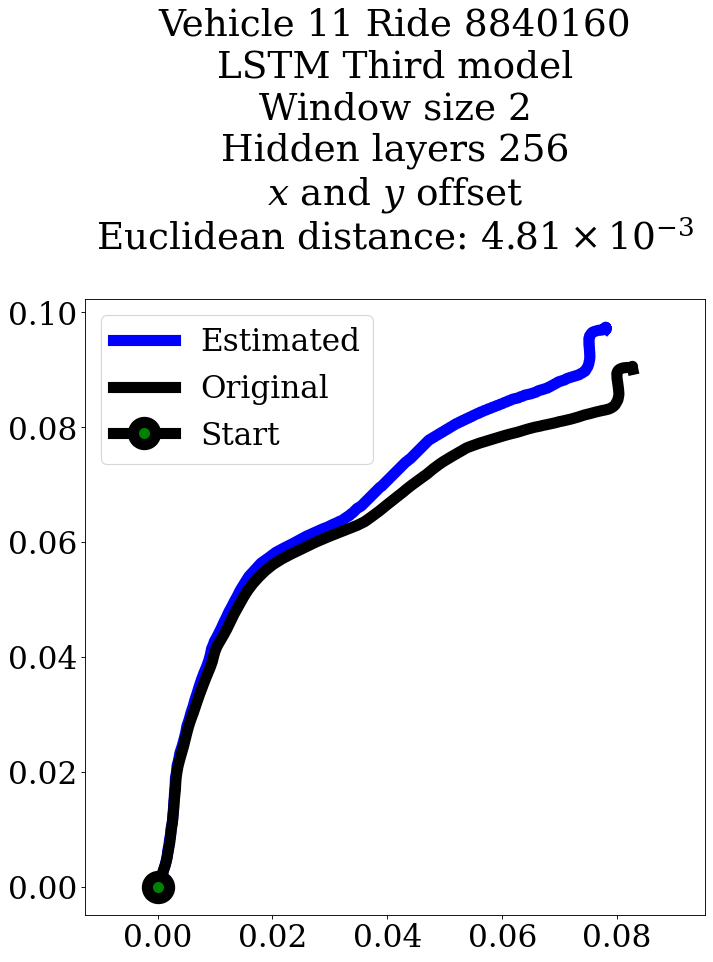 Vehicle 11 Ride 8840160
LSTM Third model
Window size 2
Hidden layers 256
x and y offset
Euclidean distance: 4.81 × 10⁻³
0.10
0.08
0.06
0.04
0.02
0.00
Estimated
Original
Start
0.00 0.02 0.04 0.06 0.08